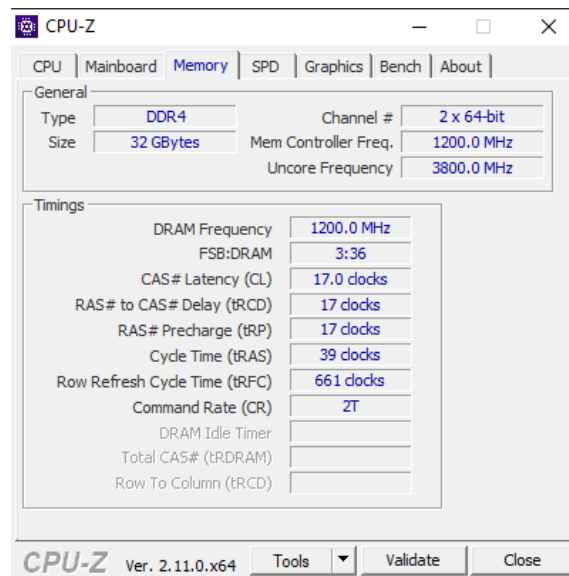 CPU-Z
CPU Mainboard Memory SPD Graphics Bench About
General
Type DDR4 Channel # 2 x 64-bit
Size 32 GBytes Mem Controller Freq. 1200.0 MHz
Uncore Frequency 3800.0 MHz
Timings
DRAM Frequency 1200.0 MHz
FSB:DRAM 3:36
CAS# Latency (CL) 17.0 clocks
RAS# to CAS# Delay (tRCD) 17 clocks
RAS# Precharge (tRP) 17 clocks
Cycle Time (tRAS) 39 clocks
Row Refresh Cycle Time (tRFC) 661 clocks
Command Rate (CR) 2T
DRAM Idle Timer
Total CAS# (tRDRAM)
Row To Column (tRCD)
CPU-Z Ver. 2.11.0.x64 Tools Validate Close